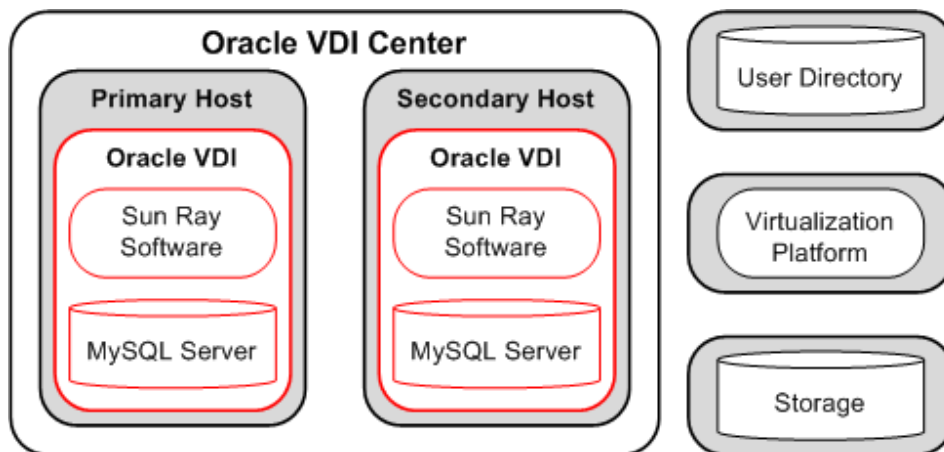 Oracle VDI Center
Primary Host
Oracle VDI
Sun Ray
Software
MySQL Server
Secondary Host
Oracle VDI
Sun Ray
Software
MySQL Server
User Directory
Virtualization
Platform
Storage